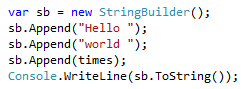 var sb = new StringBuilder();
sb.Append("Hello ");
sb.Append("world ");
sb.Append(times);
Console.WriteLine(sb.ToString());